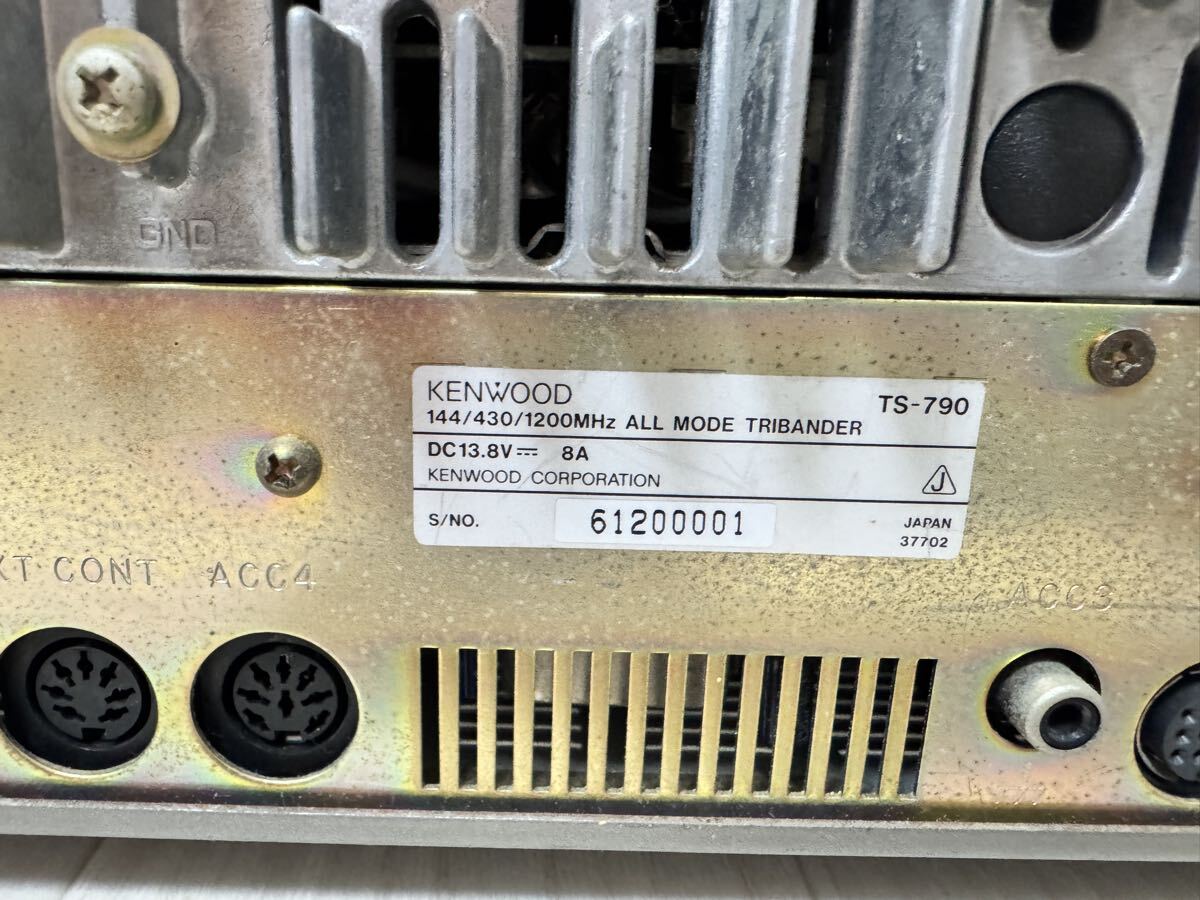 GND
KENWOOD
TS-790
144/430/1200MHz ALL MODE TRIBANDER
DC13.8V⎓ 8A
KENWOOD CORPORATION
J
S/NO.
61200001
JAPAN
37702
XT CONT
ACC4
ACC3